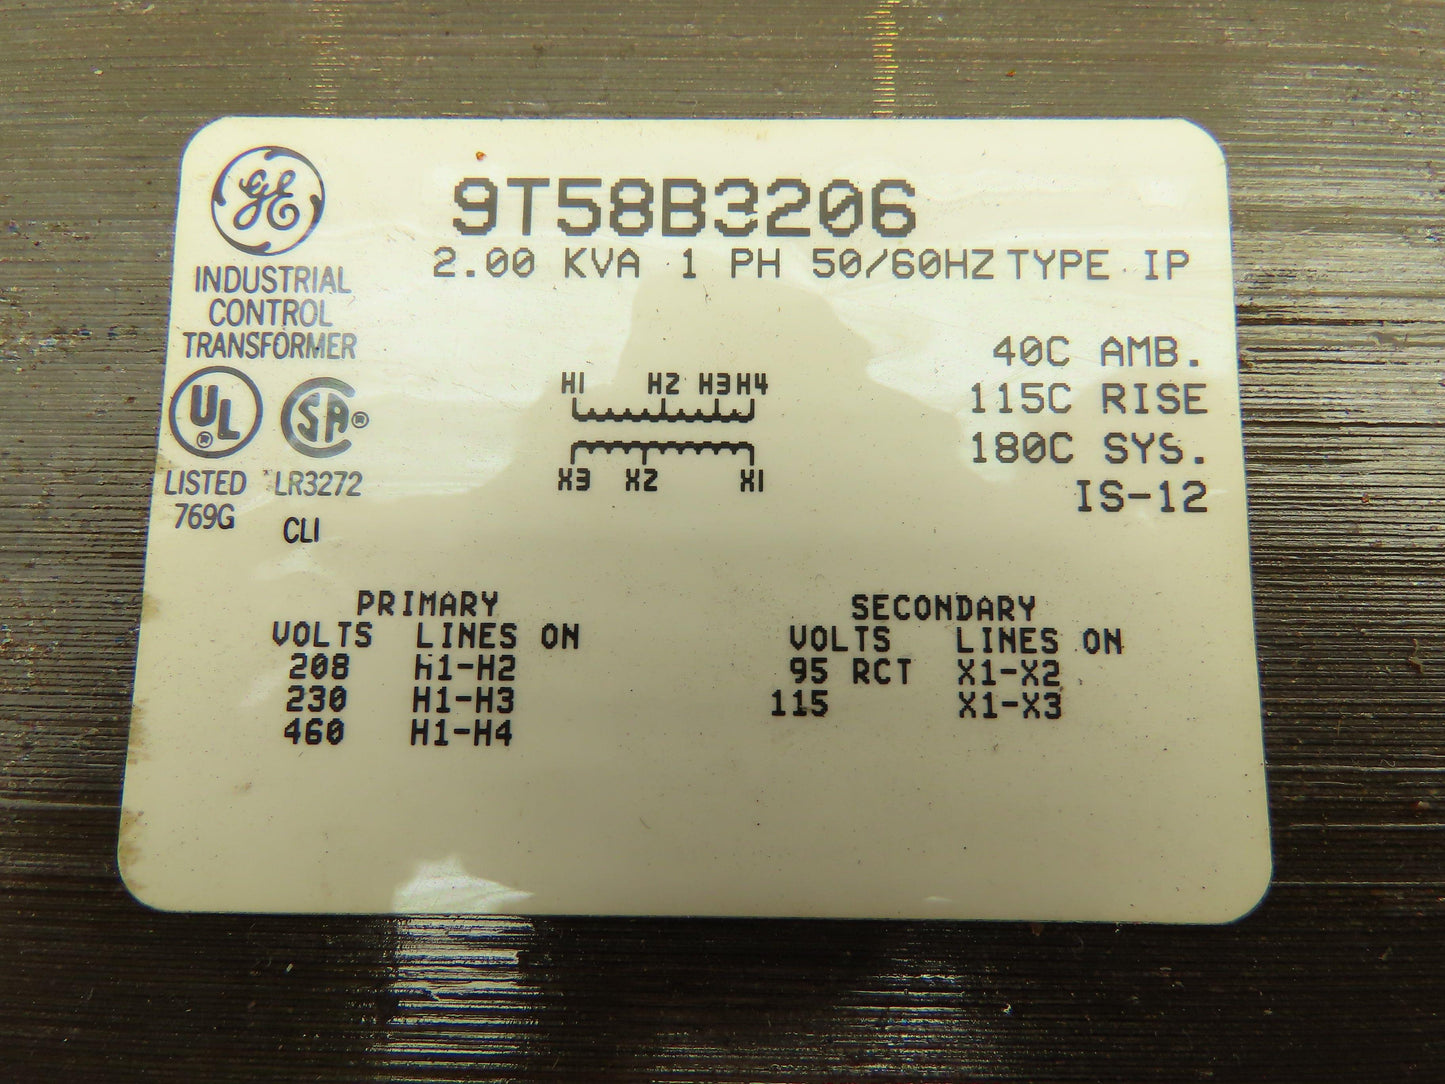 GE
9T58B3206
2.00 KVA 1 PH 50/60HZ TYPE IP
INDUSTRIAL
CONTROL
TRANSFORMER
40C AMB.
115C RISE
180C SYS.
IS-12
H1 H2 H3 H4
X3 X2 X1
UL ® SA ®
LISTED LR3272
769G CLI
PRIMARY
VOLTS LINES ON
208 H1-H2
230 H1-H3
460 H1-H4
SECONDARY
VOLTS LINES ON
95 RCT X1-X2
115 X1-X3